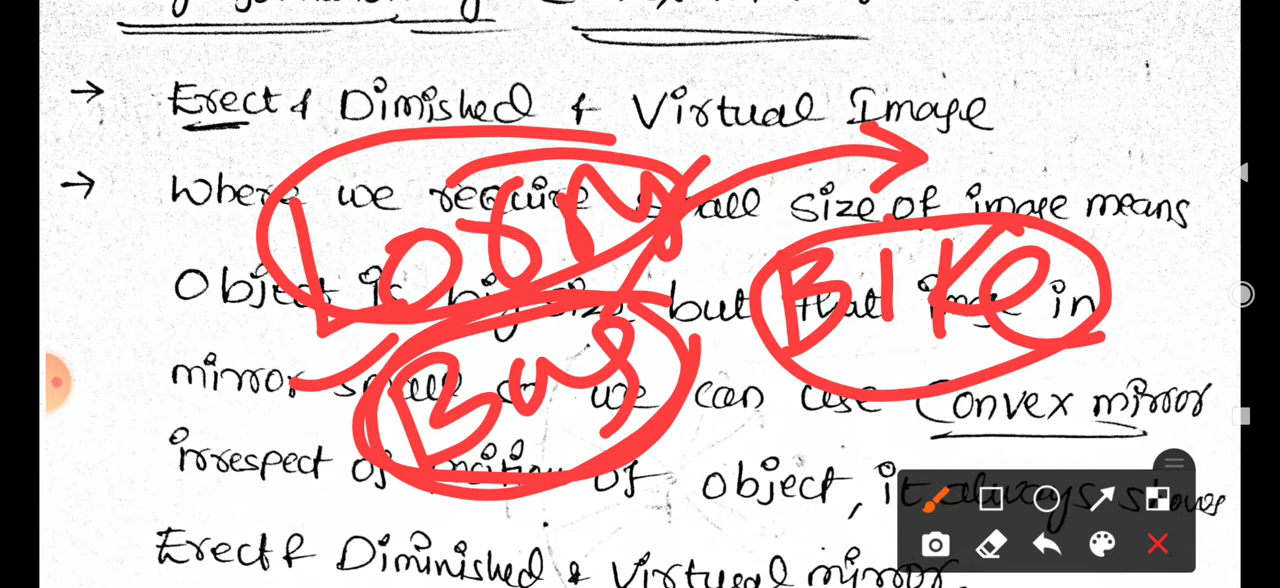 → Erect & Dimished & Virtual Image
→ Where we require small size of image means
Object is big size but that image in
mirror small so we can use Convex mirror
irrespect of position of object, it always shows
Erect & Diminished & Virtual mirror.
Lorry
BIKe
Bus